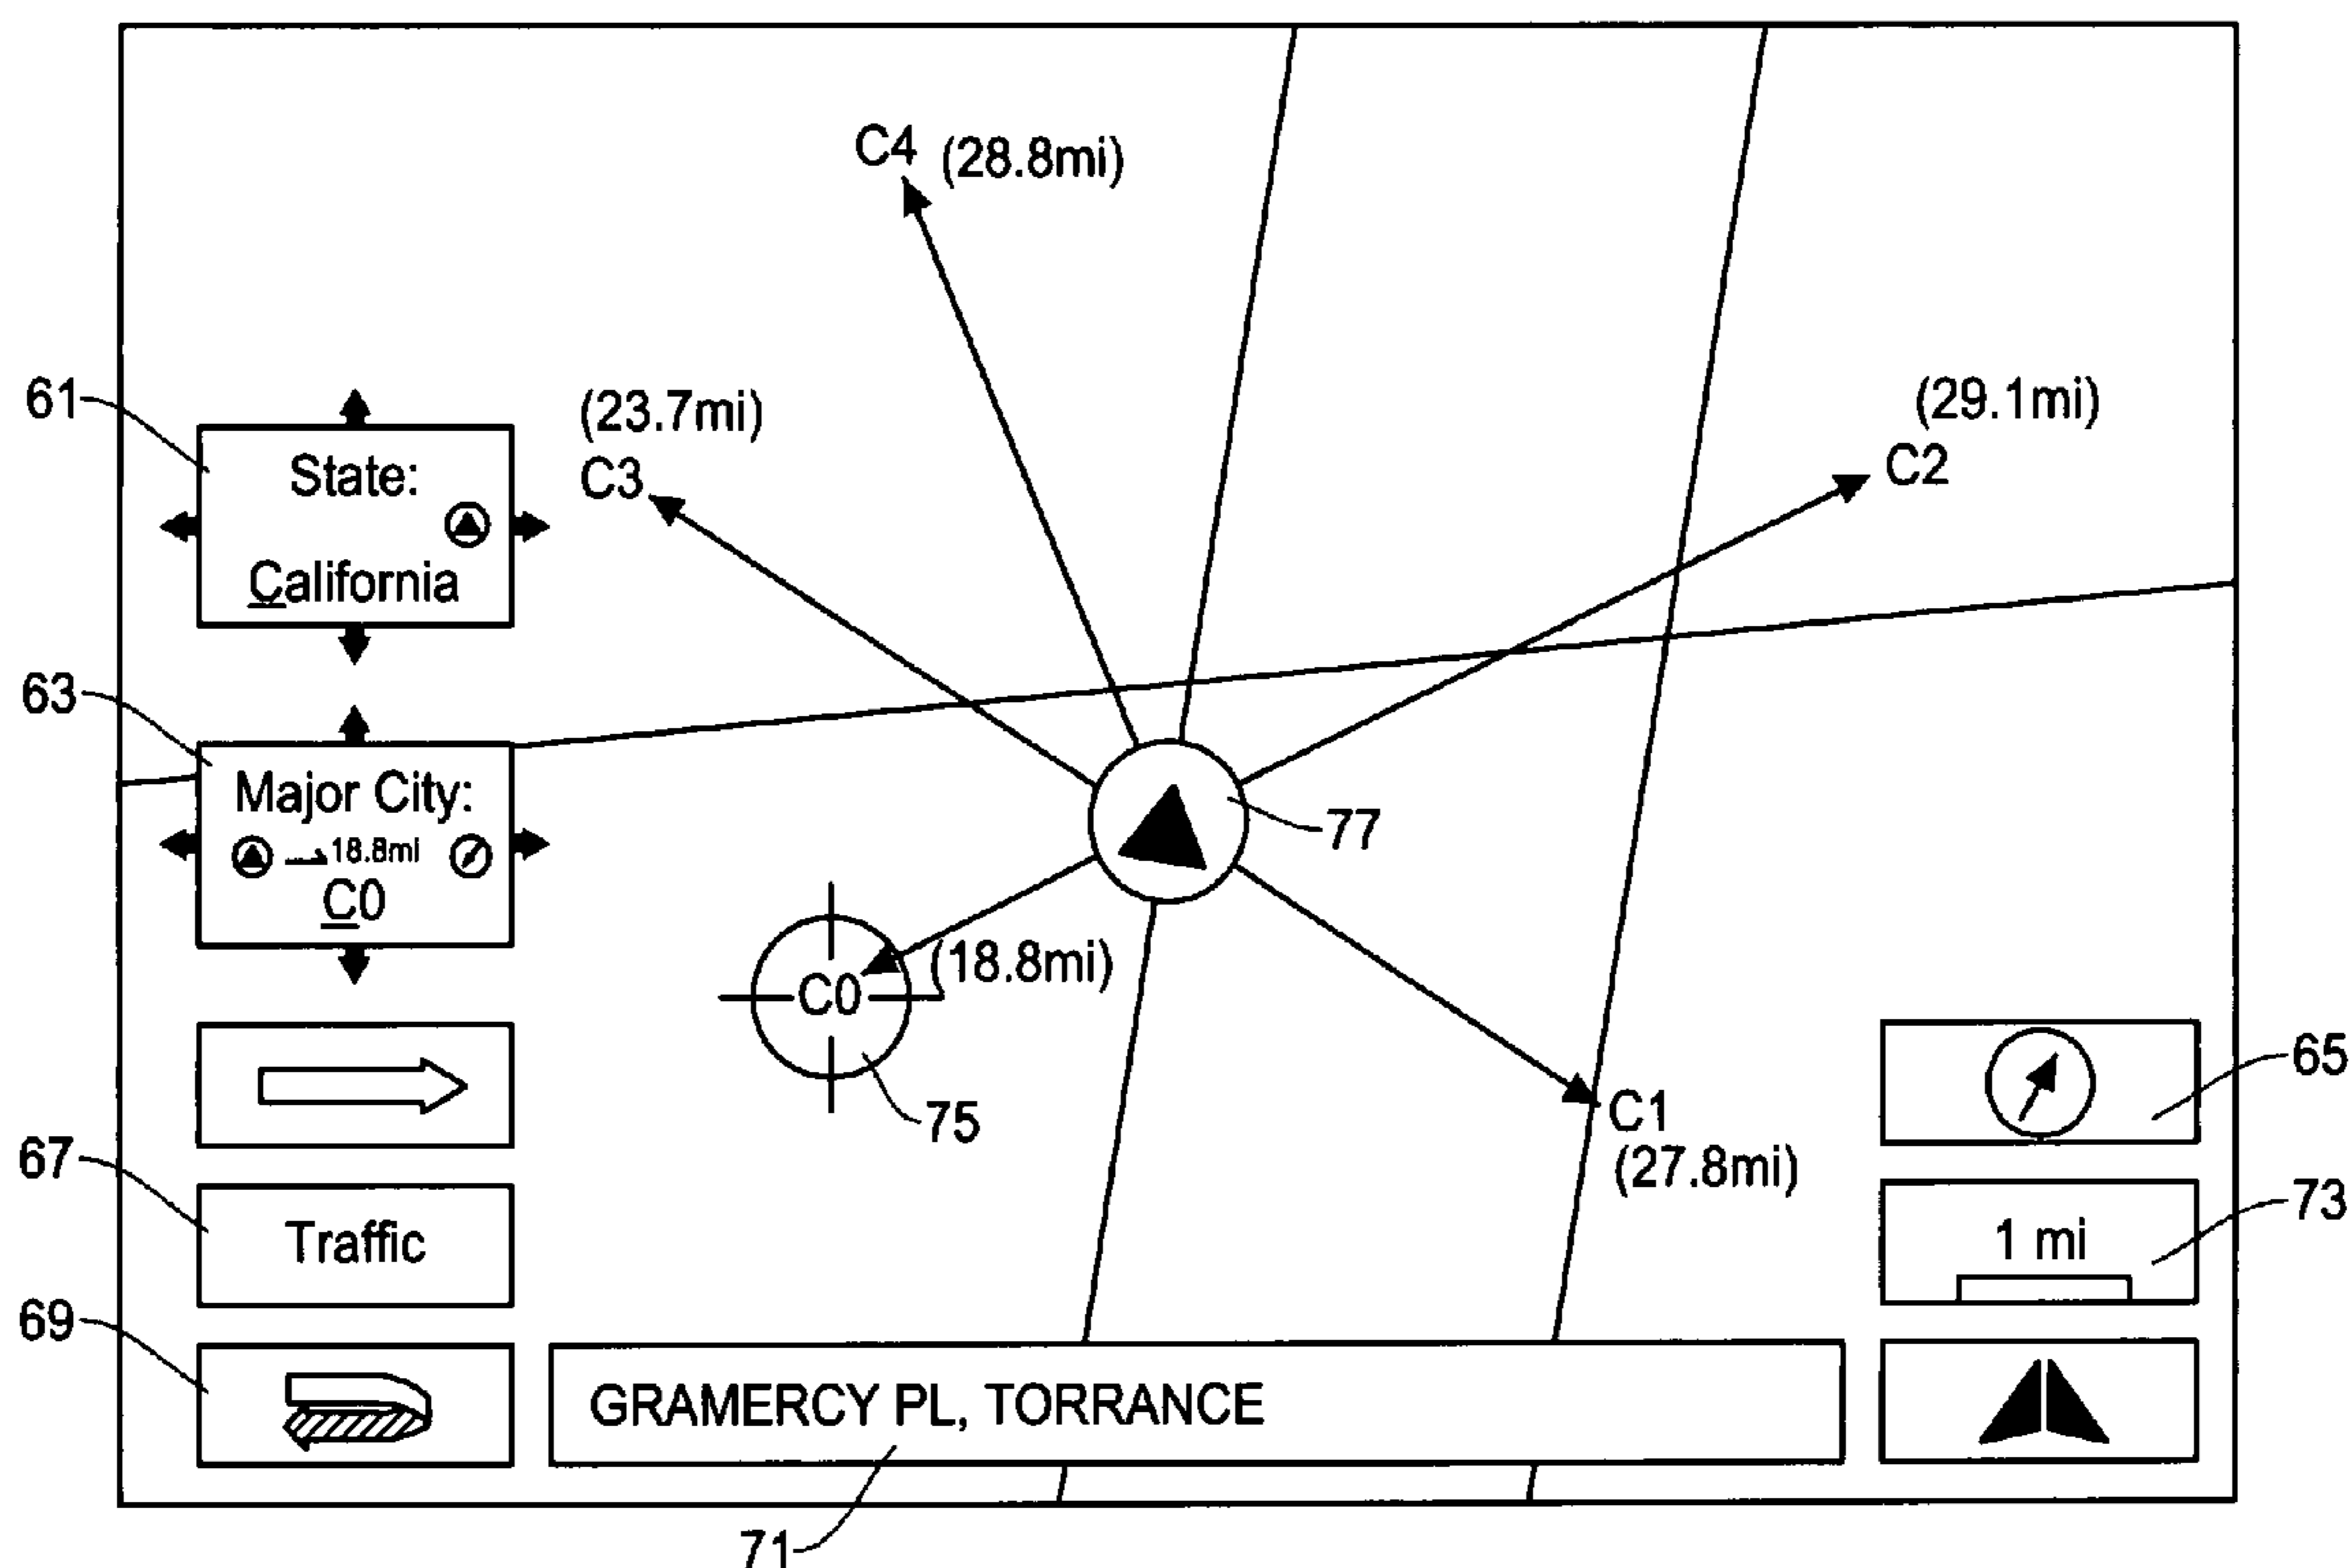 C4 (28.8mi)
61
(23.7mi)
C3
(29.1mi)
C2
State:
California
63
Major City:
18.8mi
C0
77
(18.8mi)
C0
75
C1
(27.8mi)
65
67
Traffic
1 mi
73
69
GRAMERCY PL, TORRANCE
71